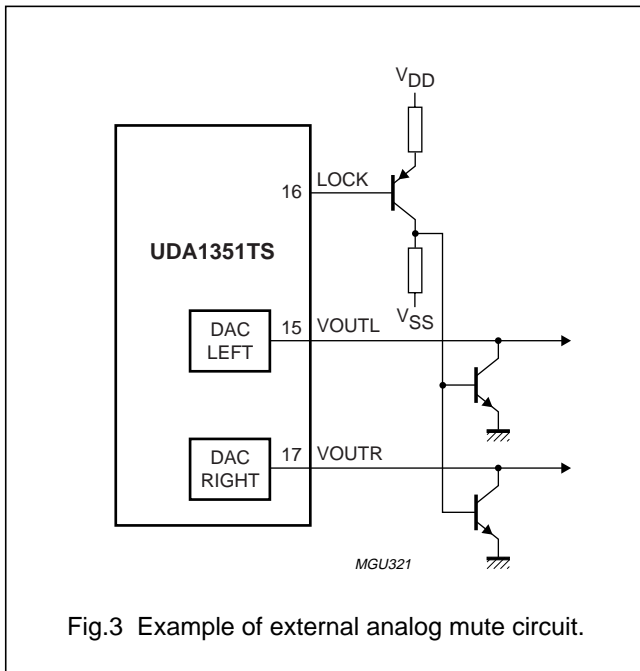 VDD
16 LOCK
UDA1351TS
VSS
DAC LEFT
15 VOUTL
DAC RIGHT
17 VOUTR
MGU321
Fig.3 Example of external analog mute circuit.